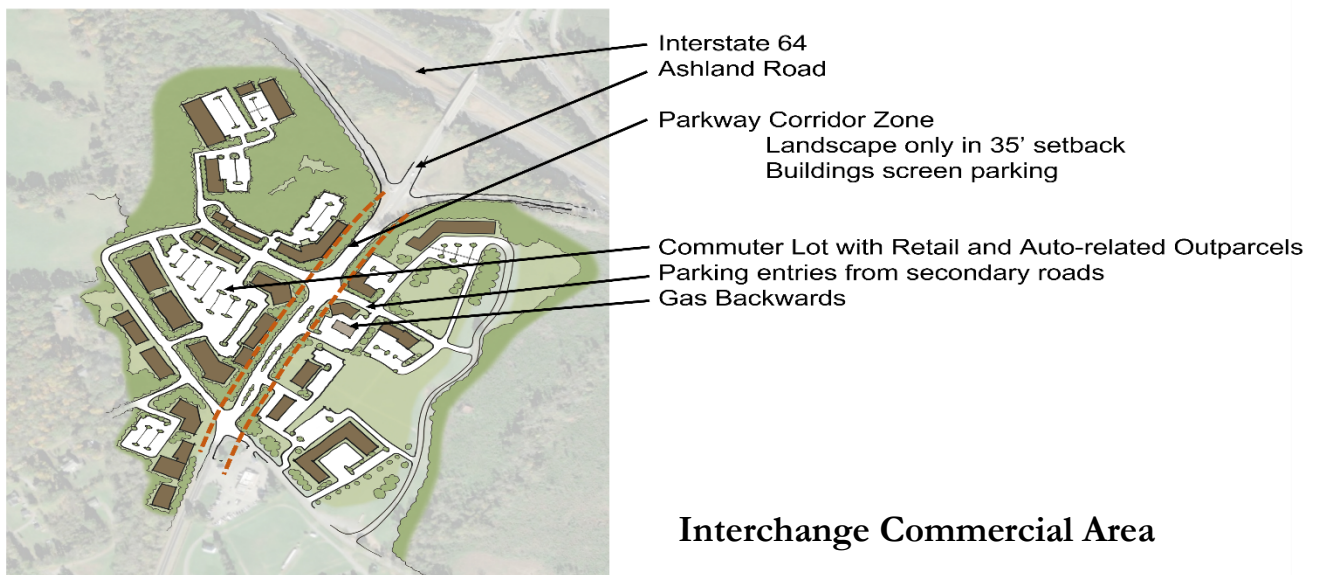 Interstate 64
Ashland Road
Parkway Corridor Zone
Landscape only in 35' setback
Buildings screen parking
Commuter Lot with Retail and Auto-related Outparcels
Parking entries from secondary roads
Gas Backwards
Interchange Commercial Area